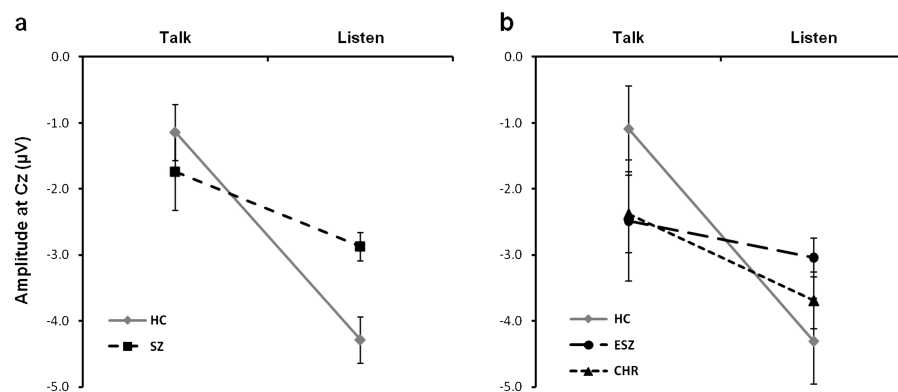 a
Talk
Listen
0.0
-1.0
-2.0
-3.0
-4.0
-5.0
Amplitude at Cz (µV)
HC
SZ
b
Talk
Listen
0.0
-1.0
-2.0
-3.0
-4.0
-5.0
HC
ESZ
CHR